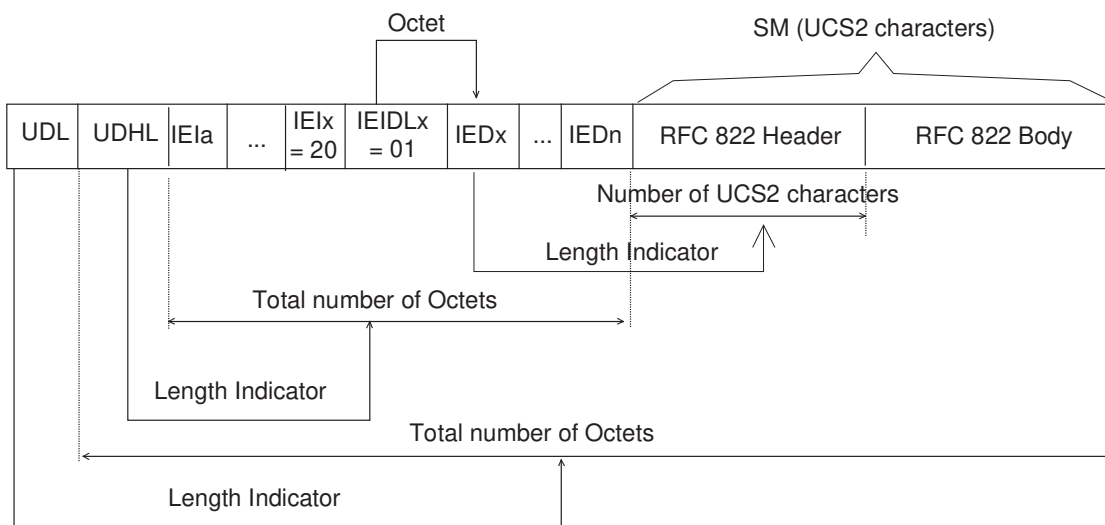 Octet
SM (UCS2 characters)
UDL
UDHL
IEIa
...
IEIx
= 20
IEIDLx
= 01
IEDx
...
IEDn
RFC 822 Header
RFC 822 Body
Number of UCS2 characters
Length Indicator
Total number of Octets
Length Indicator
Total number of Octets
Length Indicator